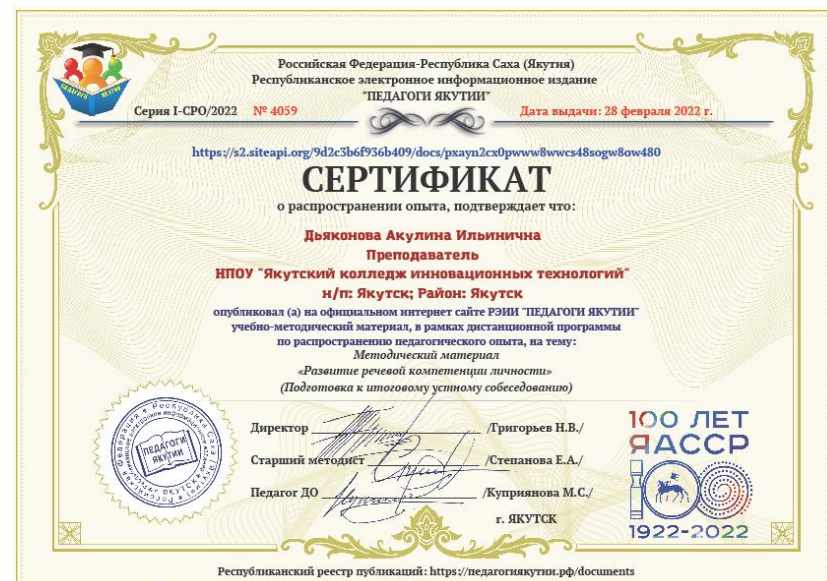 Российская Федерация-Республика Саха (Якутия)
Республиканское электронное информационное издание
"ПЕДАГОГИ ЯКУТИИ"
Серия I-СРО/2022 № 4059 Дата выдачи: 28 февраля 2022 г.
https://s2.siteapi.org/9d2c3b6f936b409/docs/pxayn2cx0pwww8wwcs48sogw8ow480
СЕРТИФИКАТ
о распространении опыта, подтверждает что:
Дьяконова Акулина Ильинична
Преподаватель
НПОУ "Якутский колледж инновационных технологий"
н/п: Якутск; Район: Якутск
опубликовал (а) на официальном интернет сайте РЭИИ "ПЕДАГОГИ ЯКУТИИ"
учебно-методический материал, в рамках дистанционной программы
по распространению педагогического опыта, на тему:
Методический материал
«Развитие речевой компетенции личности»
(Подготовка к итоговому устному собеседованию)
Директор /Григорьев Н.В./
Старший методист /Степанова Е.А./
Педагог ДО /Куприянова М.С./
г. ЯКУТСК
ПЕДАГОГИ
ЯКУТИИ
100 ЛЕТ
ЯАССР
1922-2022
Республиканский реестр публикаций: https://педагогиякутии.рф/documents